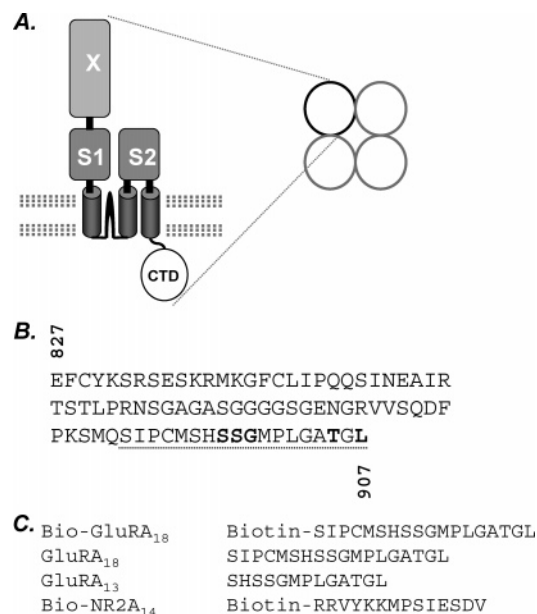 A.
X
S1 S2
CTD
B.
827
EFCYKSRSESKRMKGFCLIPQQSINEAIR
TSTLPRNSGAGASGGGGSGENGRVVSQDF
PKSMQSIPCMSHSSGMPLGATGL
907
C.
Bio-GluRA18 Biotin-SIPCMSHSSGMPLGATGL
GluRA18 SIPCMSHSSGMPLGATGL
GluRA13 SHSSGMPLGATGL
Bio-NR2A14 Biotin-RRVYKKMPSIESDV